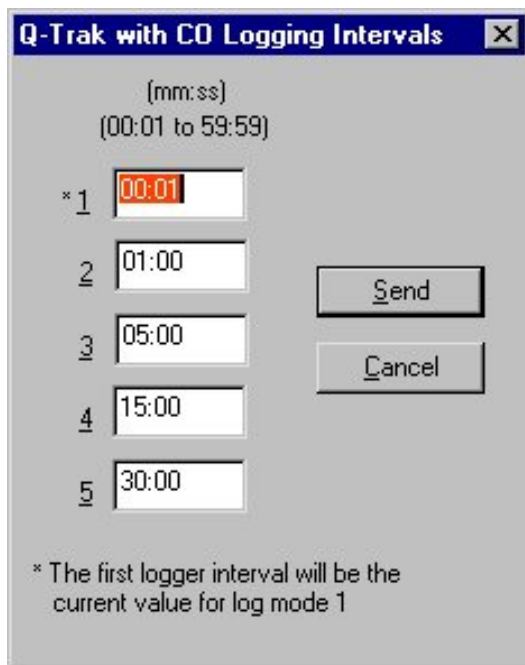 Q-Trak with CO Logging Intervals
(mm:ss)
(00:01 to 59:59)
* 1 00:01
2 01:00
3 05:00
4 15:00
5 30:00
Send
Cancel
* The first logger interval will be the
current value for log mode 1